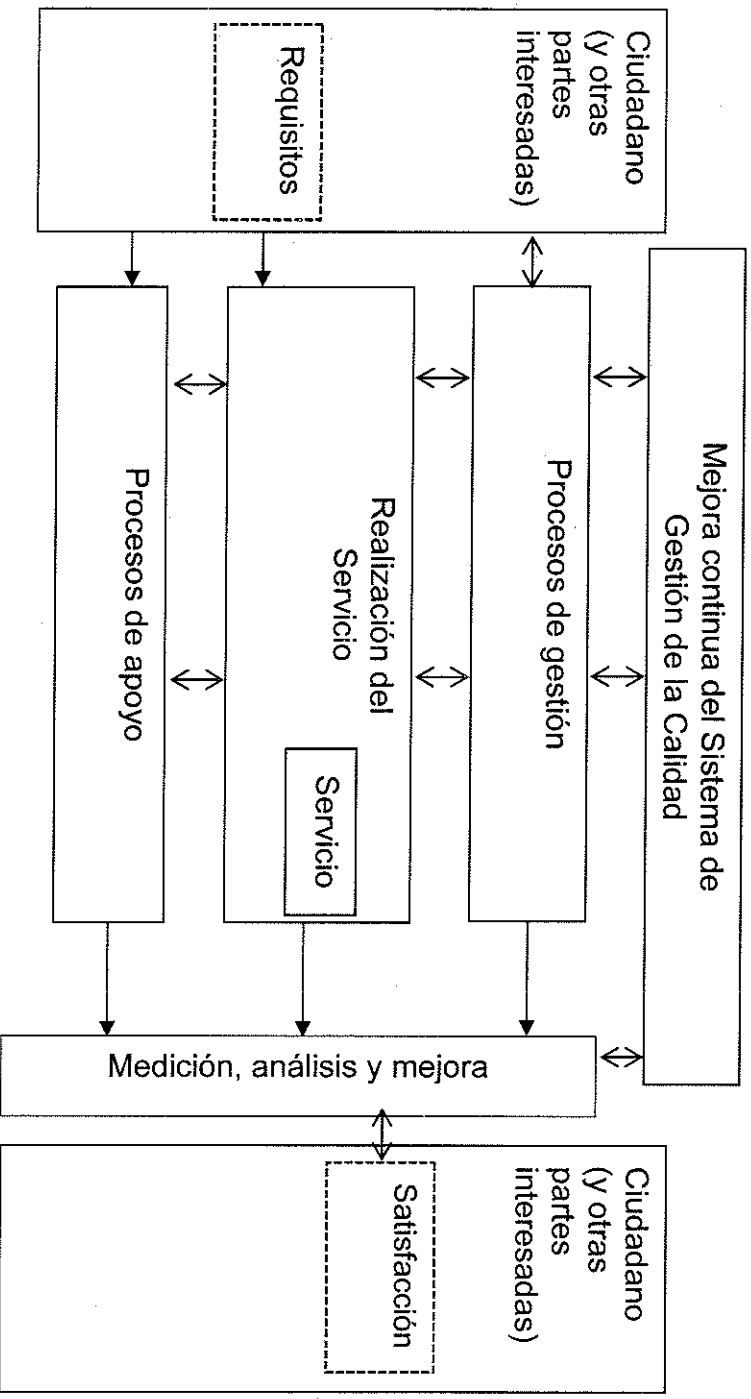 Mejora continua del Sistema de
Gestión de la Calidad
Ciudadano
(y otras
partes
interesadas)
Requisitos
Procesos de gestión
Realización del
Servicio
Servicio
Procesos de apoyo
Medición, análisis y mejora
Ciudadano
(y otras
partes
interesadas)
Satisfacción